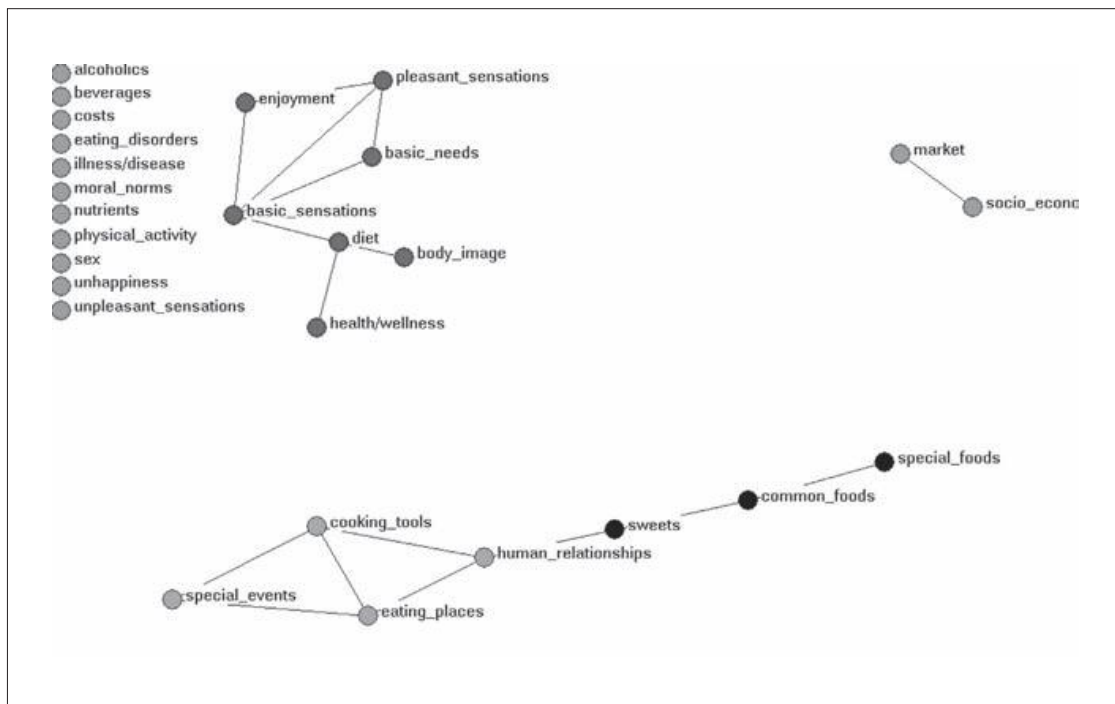 alcoholics
beverages
costs
eating_disorders
illness/disease
moral_norms
nutrients
physical_activity
sex
unhappiness
unpleasant_sensations
pleasant_sensations
enjoyment
basic_needs
basic_sensations
diet
body_image
health/wellness
market
socio_econc
special_foods
common_foods
sweets
cooking_tools
human_relationships
special_events
eating_places